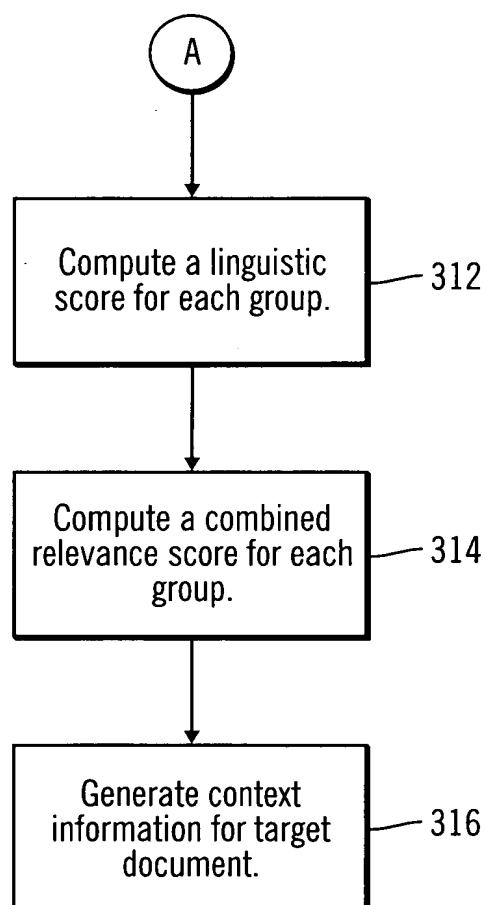 A
Compute a linguistic
score for each group.
312
Compute a combined
relevance score for each
group.
314
Generate context
information for target
document.
316